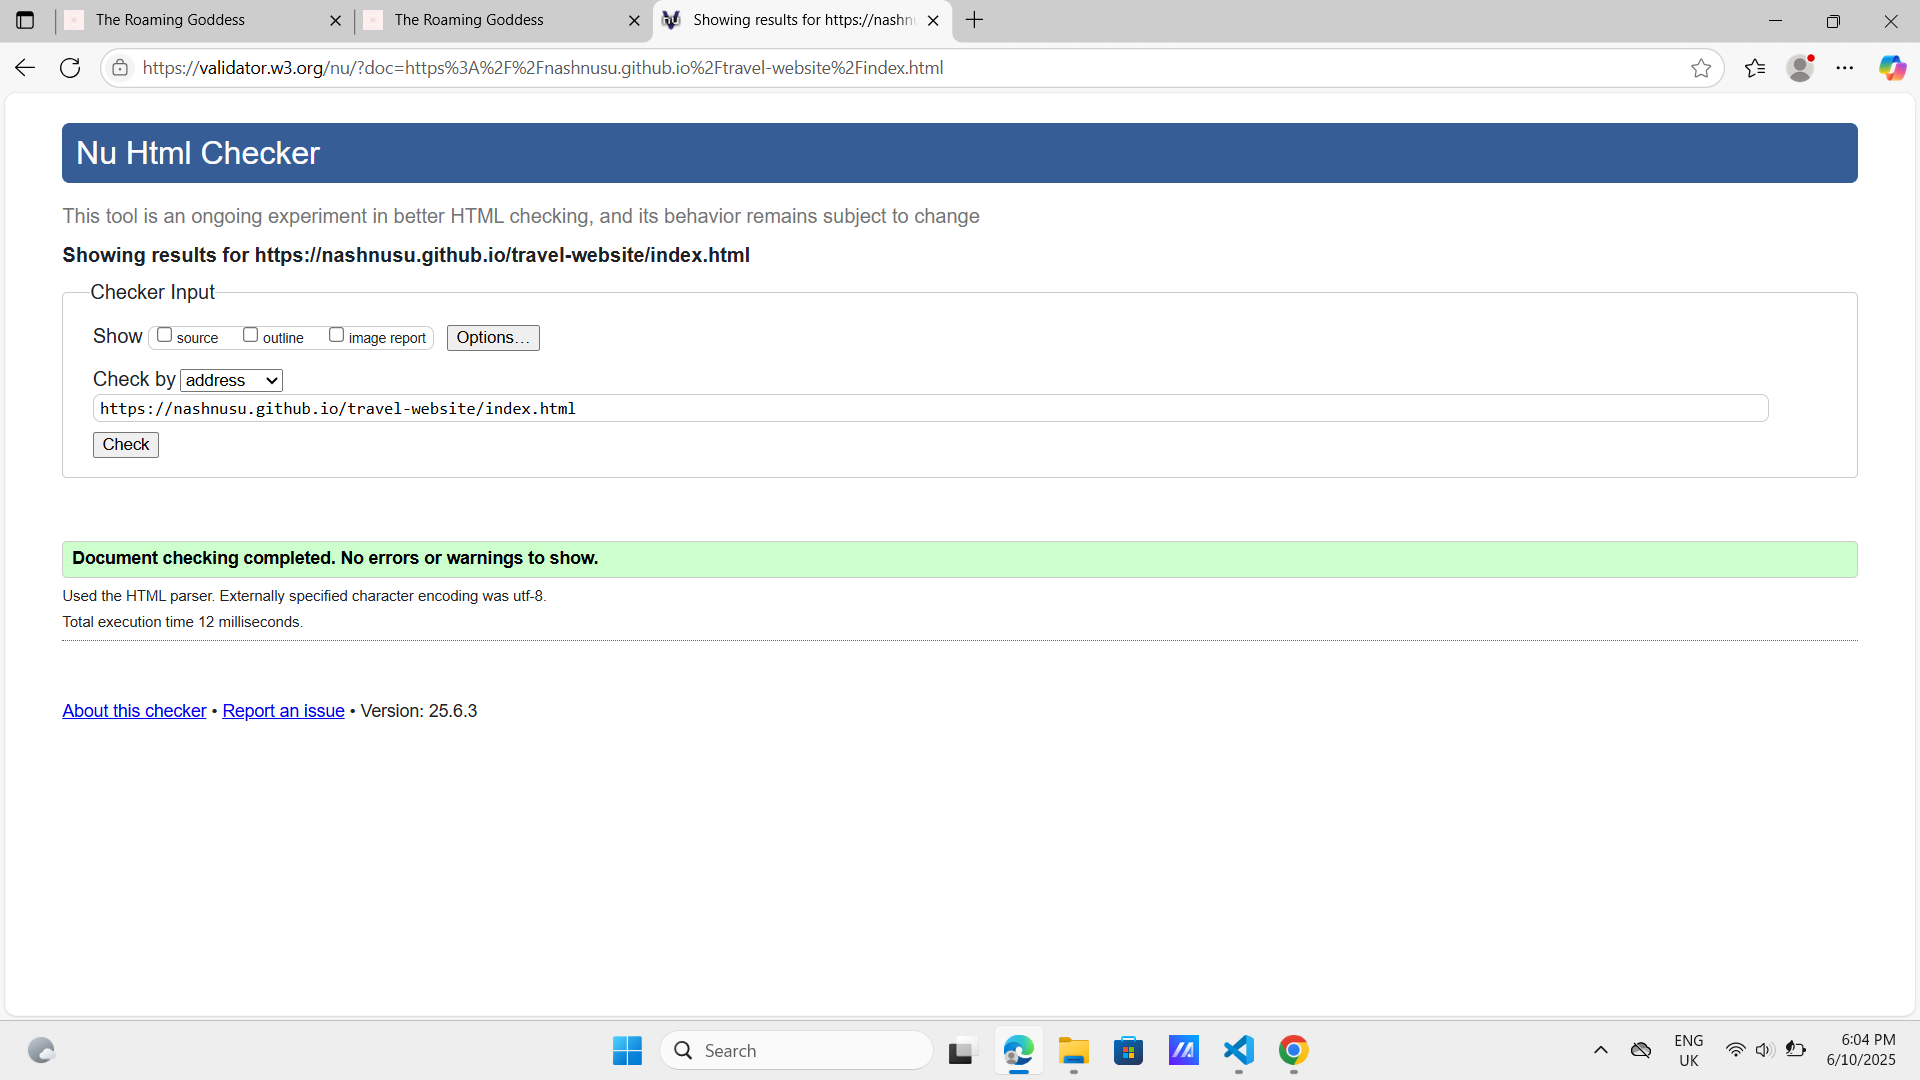 The Roaming Goddess
The Roaming Goddess
Showing results for https://nashnu
https://validator.w3.org/nu/?doc=https%3A%2F%2Fnashnusu.github.io%2Ftravel-website%2Findex.html
Nu Html Checker
This tool is an ongoing experiment in better HTML checking, and its behavior remains subject to change
Showing results for https://nashnusu.github.io/travel-website/index.html
Checker Input
Show source outline image report Options…
Check by address
https://nashnusu.github.io/travel-website/index.html
Check
Document checking completed. No errors or warnings to show.
Used the HTML parser. Externally specified character encoding was utf-8.
Total execution time 12 milliseconds.
About this checker • Report an issue • Version: 25.6.3
Search
ENG
UK
6:04 PM
6/10/2025